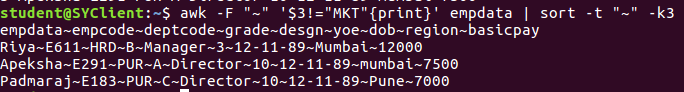 student@SYClient:~$ awk -F "~" '$3!="MKT"{print}' empdata | sort -t "~" -k3
empdata~empcode~deptcode~grade~desgn~yoe~dob~region~basicpay
Riya~E611~HRD~B~Manager~3~12-11-89~Mumbai~12000
Apeksha~E291~PUR~A~Director~10~12-11-89~mumbai~7500
Padmaraj~E183~PUR~C~Director~10~12-11-89~Pune~7000